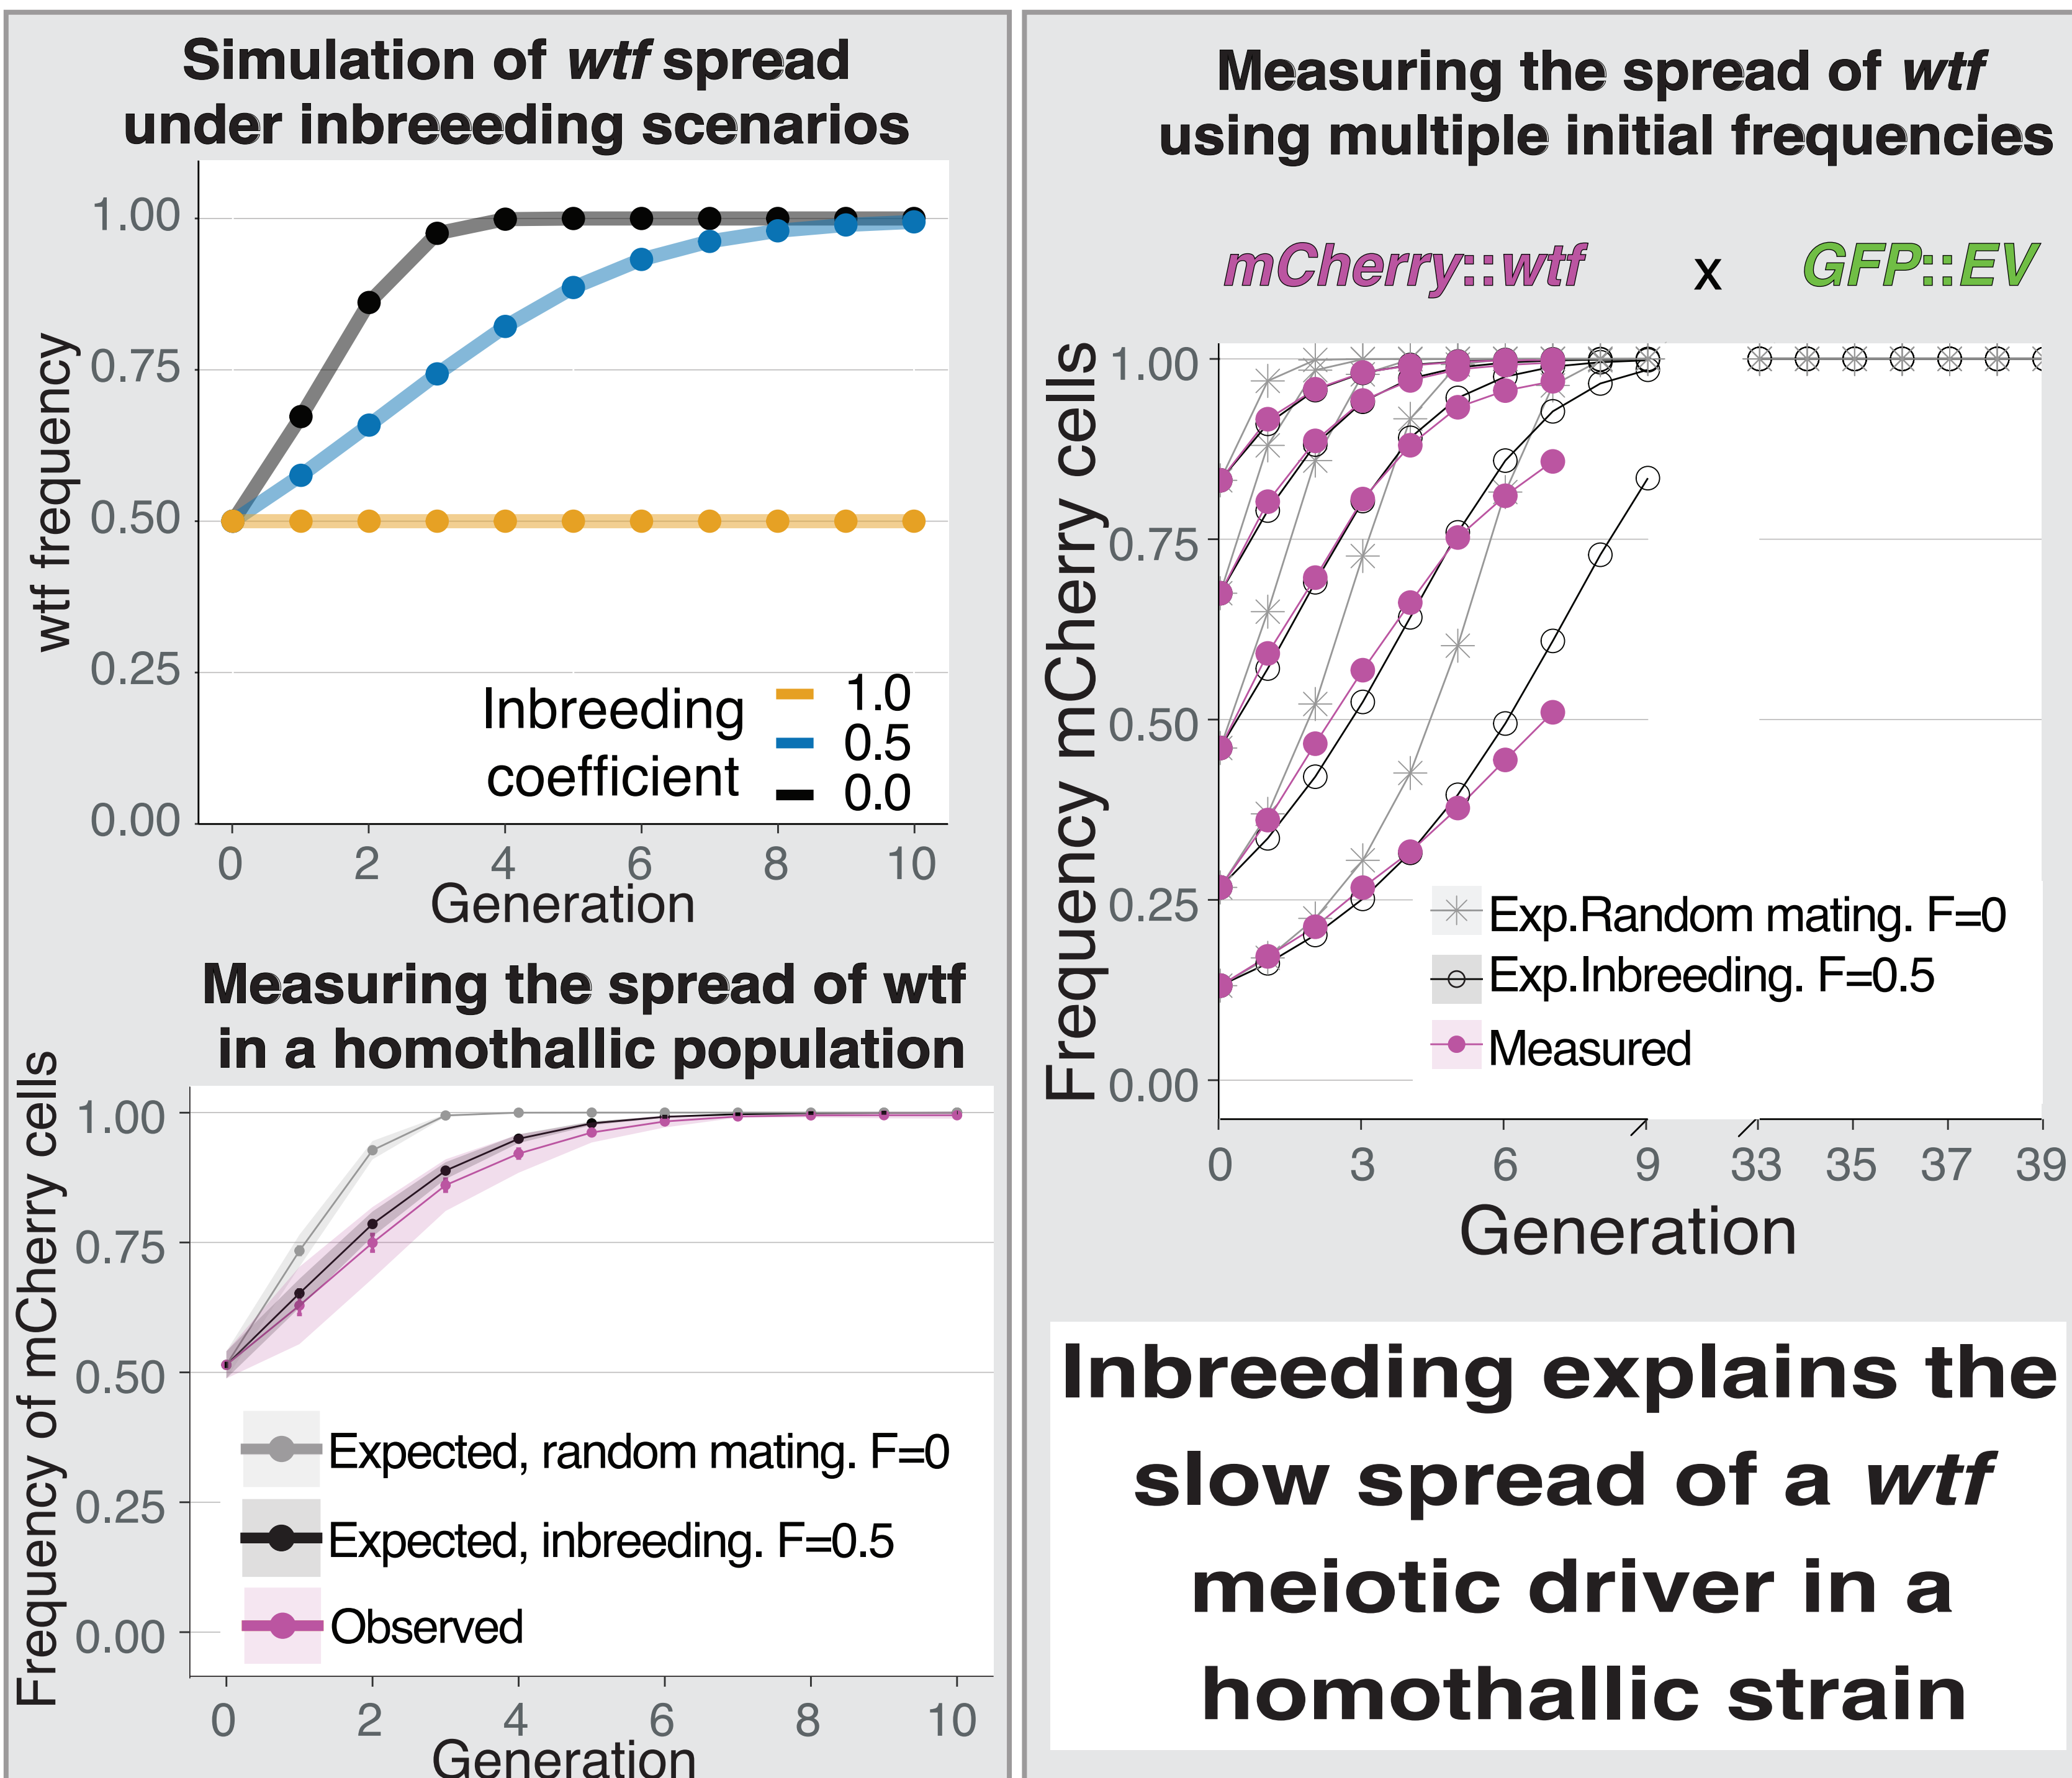 Simulation of wtf spread
under inbreeeding scenarios
wtf frequency
1.00
0.75
0.50
0.25
0.00
Inbreeding
coefficient
1.0
0.5
0.0
0 2 4 6 8 10
Generation
Measuring the spread of wtf
in a homothallic population
Frequency of mCherry cells
1.00
0.75
0.50
0.25
0.00
Expected, random mating. F=0
Expected, inbreeding. F=0.5
Observed
0 2 4 6 8 10
Generation
Measuring the spread of wtf
using multiple initial frequencies
mCherry::wtf x GFP::EV
Frequency mCherry cells
1.00
0.75
0.50
0.25
0.00
Exp.Random mating. F=0
Exp.Inbreeding. F=0.5
Measured
0 3 6 9 33 35 37 39
Generation
Inbreeding explains the
slow spread of a wtf
meiotic driver in a
homothallic strain